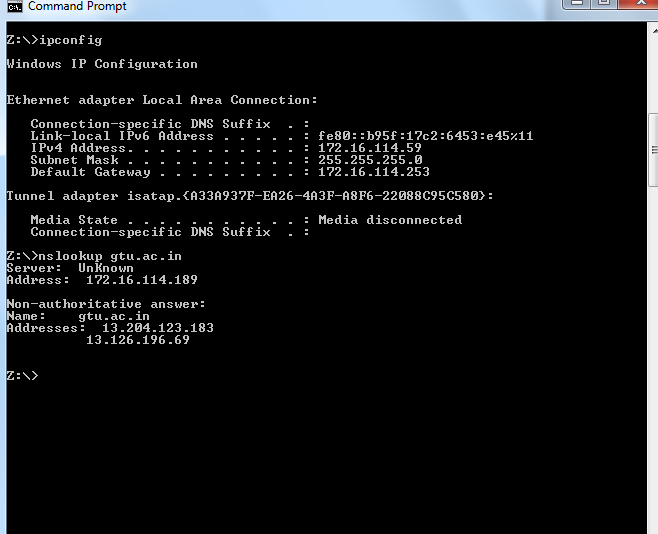 Command Prompt
Z:\>ipconfig
Windows IP Configuration
Ethernet adapter Local Area Connection:
Connection-specific DNS Suffix . :
Link-local IPv6 Address . . . . . : fe80::b95f:17c2:6453:e45%11
IPv4 Address. . . . . . . . . . . : 172.16.114.59
Subnet Mask . . . . . . . . . . . : 255.255.255.0
Default Gateway . . . . . . . . . : 172.16.114.253
Tunnel adapter isatap.{A33A937F-EA26-4A3F-A8F6-22088C95C580}:
Media State . . . . . . . . . . . : Media disconnected
Connection-specific DNS Suffix . :
Z:\>nslookup gtu.ac.in
Server: UnKnown
Address: 172.16.114.189
Non-authoritative answer:
Name: gtu.ac.in
Addresses: 13.204.123.183
13.126.196.69
Z:\>